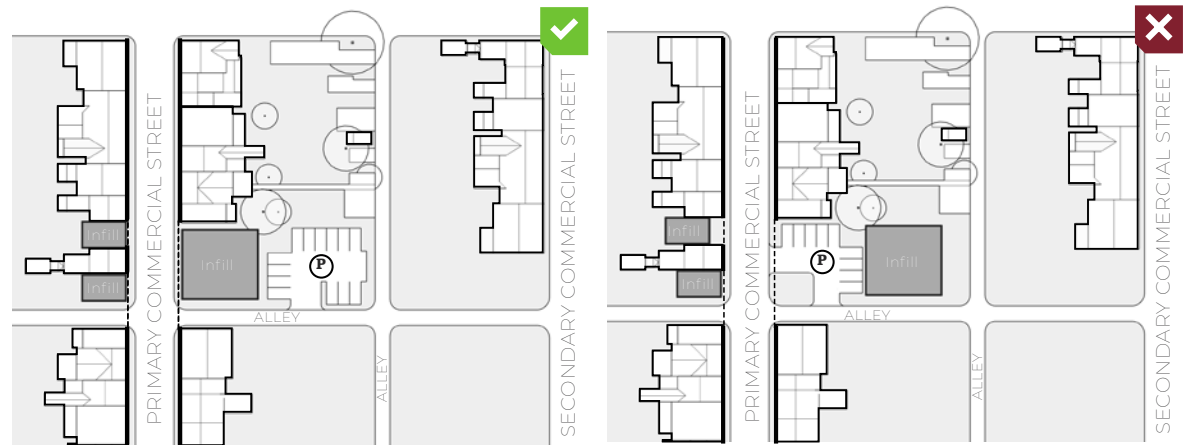 PRIMARY COMMERCIAL STREET
SECONDARY COMMERCIAL STREET
Infill
Infill
Infill
P
ALLEY
ALLEY
PRIMARY COMMERCIAL STREET
SECONDARY COMMERCIAL STREET
Infill
Infill
Infill
P
ALLEY
ALLEY